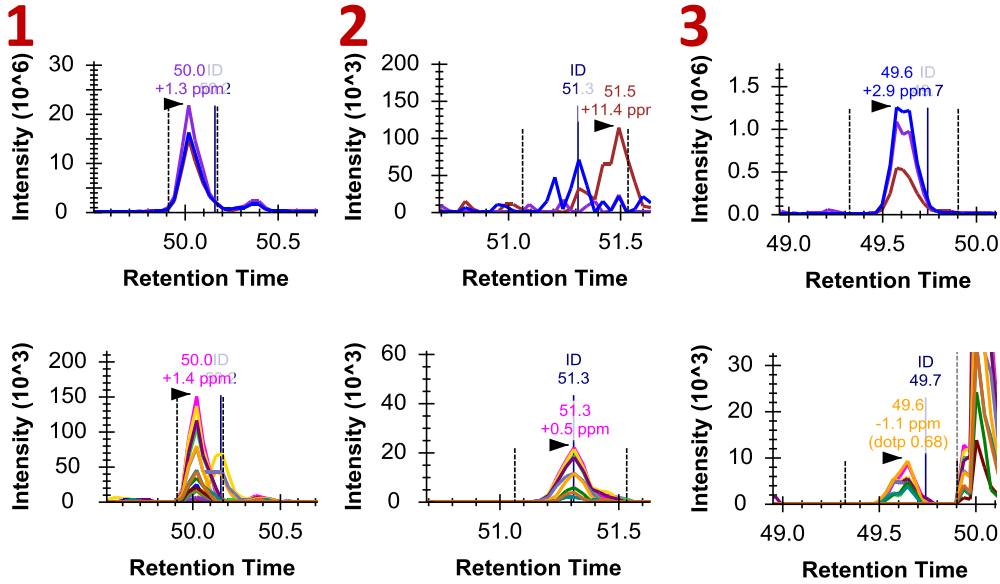 1
2
3
Intensity (10^6)
30
20
10
0
50.0
ID
+1.3 ppm
50.0
50.5
Retention Time
Intensity (10^3)
200
150
100
50
0
ID
51.3
51.5
+11.4 ppr
51.0
51.5
Retention Time
Intensity (10^6)
1.5
1.0
0.5
0.0
49.6
ID
+2.9 ppm
49.0
49.5
50.0
Retention Time
Intensity (10^3)
200
150
100
50
0
50.0
ID
+1.4 ppm
50.0
50.5
Retention Time
Intensity (10^3)
60
40
20
0
ID
51.3
51.3
+0.5 ppm
51.0
51.5
Retention Time
Intensity (10^3)
30
20
10
0
ID
49.7
49.6
-1.1 ppm
(dotp 0.68)
49.0
49.5
50.0
Retention Time